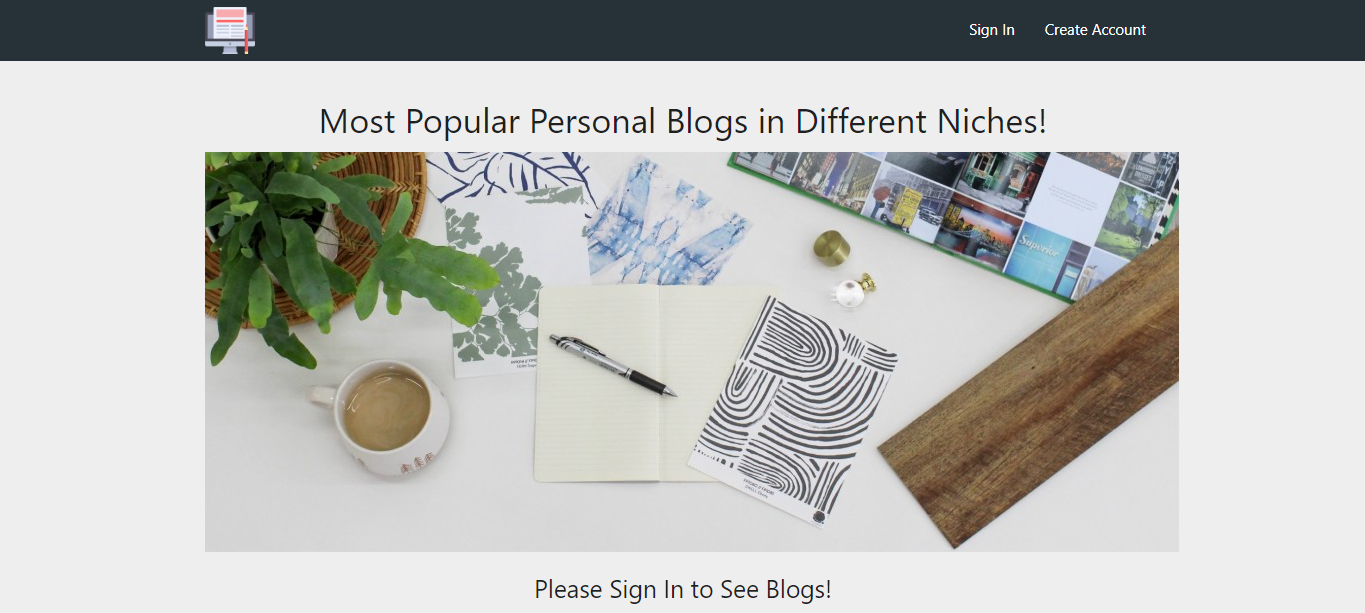 Sign In
Create Account
Most Popular Personal Blogs in Different Niches!
Superior
Please Sign In to See Blogs!